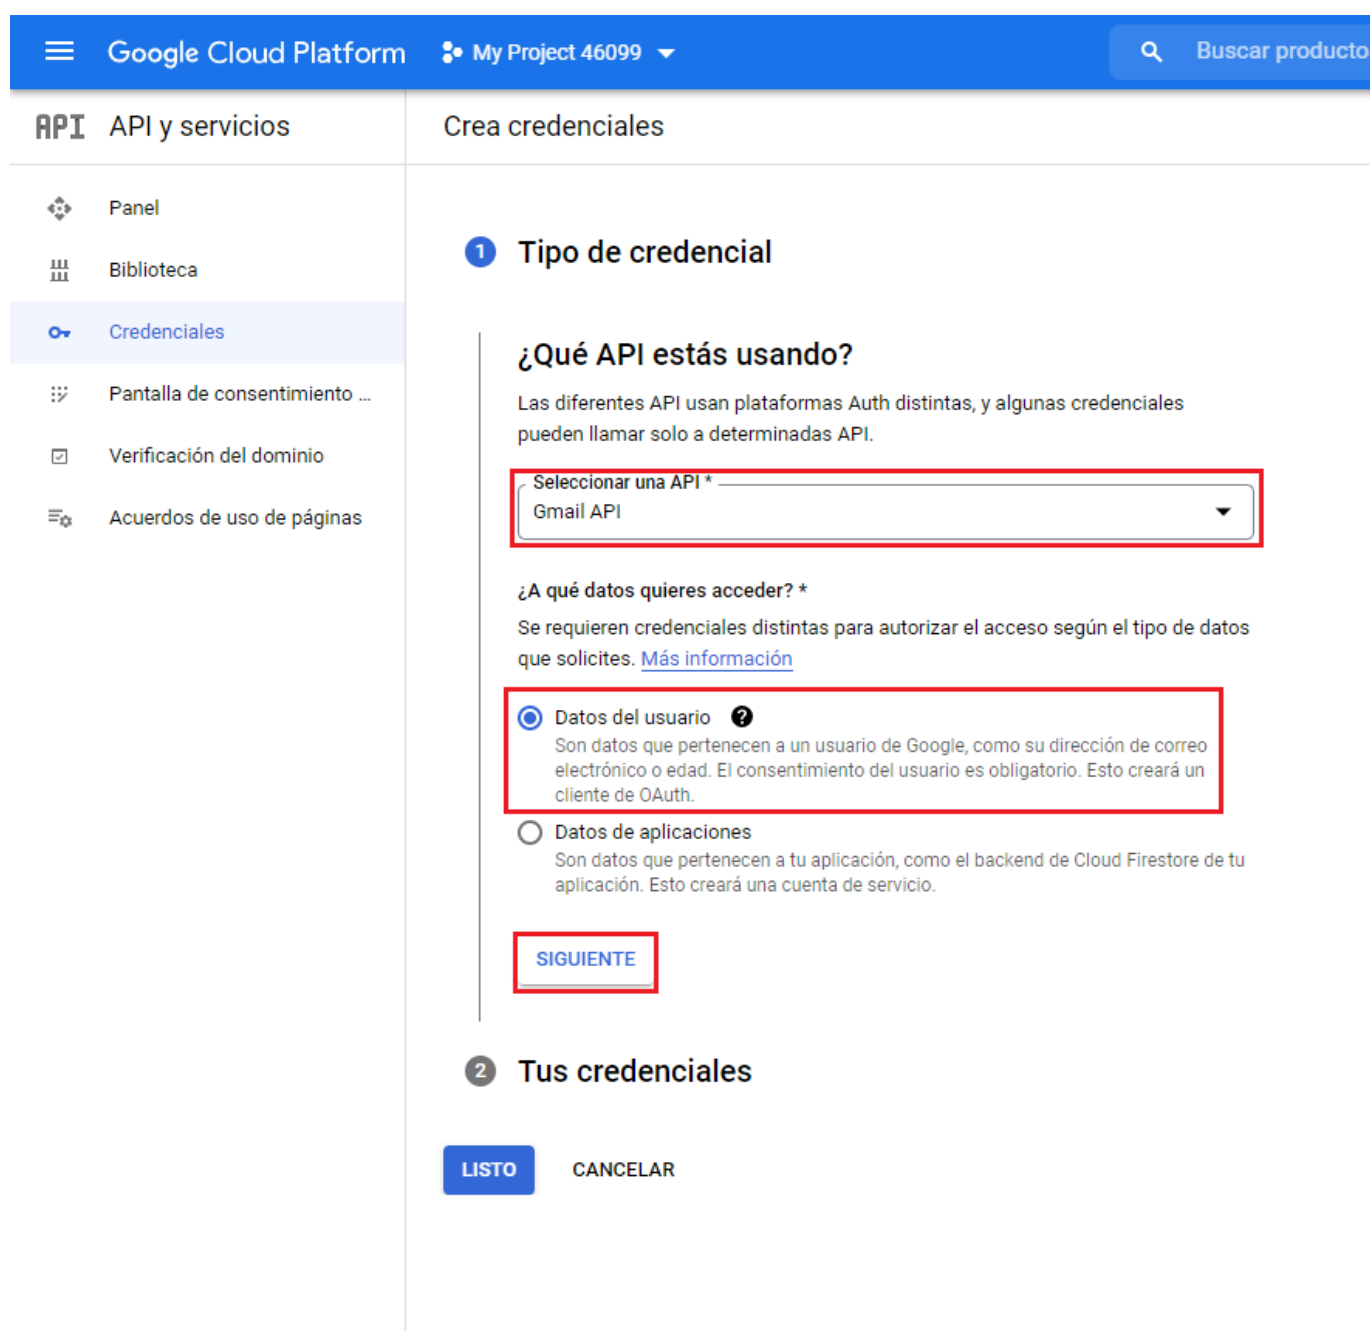 Google Cloud Platform
My Project 46099
Buscar producto
API API y servicios
Crea credenciales
Panel
Biblioteca
Credenciales
Pantalla de consentimiento ...
Verificación del dominio
Acuerdos de uso de páginas
1 Tipo de credencial
¿Qué API estás usando?
Las diferentes API usan plataformas Auth distintas, y algunas credenciales
pueden llamar solo a determinadas API.
Seleccionar una API *
Gmail API
¿A qué datos quieres acceder? *
Se requieren credenciales distintas para autorizar el acceso según el tipo de datos
que solicites. Más información
Datos del usuario ?
Son datos que pertenecen a un usuario de Google, como su dirección de correo
electrónico o edad. El consentimiento del usuario es obligatorio. Esto creará un
cliente de OAuth.
Datos de aplicaciones
Son datos que pertenecen a tu aplicación, como el backend de Cloud Firestore de tu
aplicación. Esto creará una cuenta de servicio.
SIGUIENTE
2 Tus credenciales
LISTO
CANCELAR